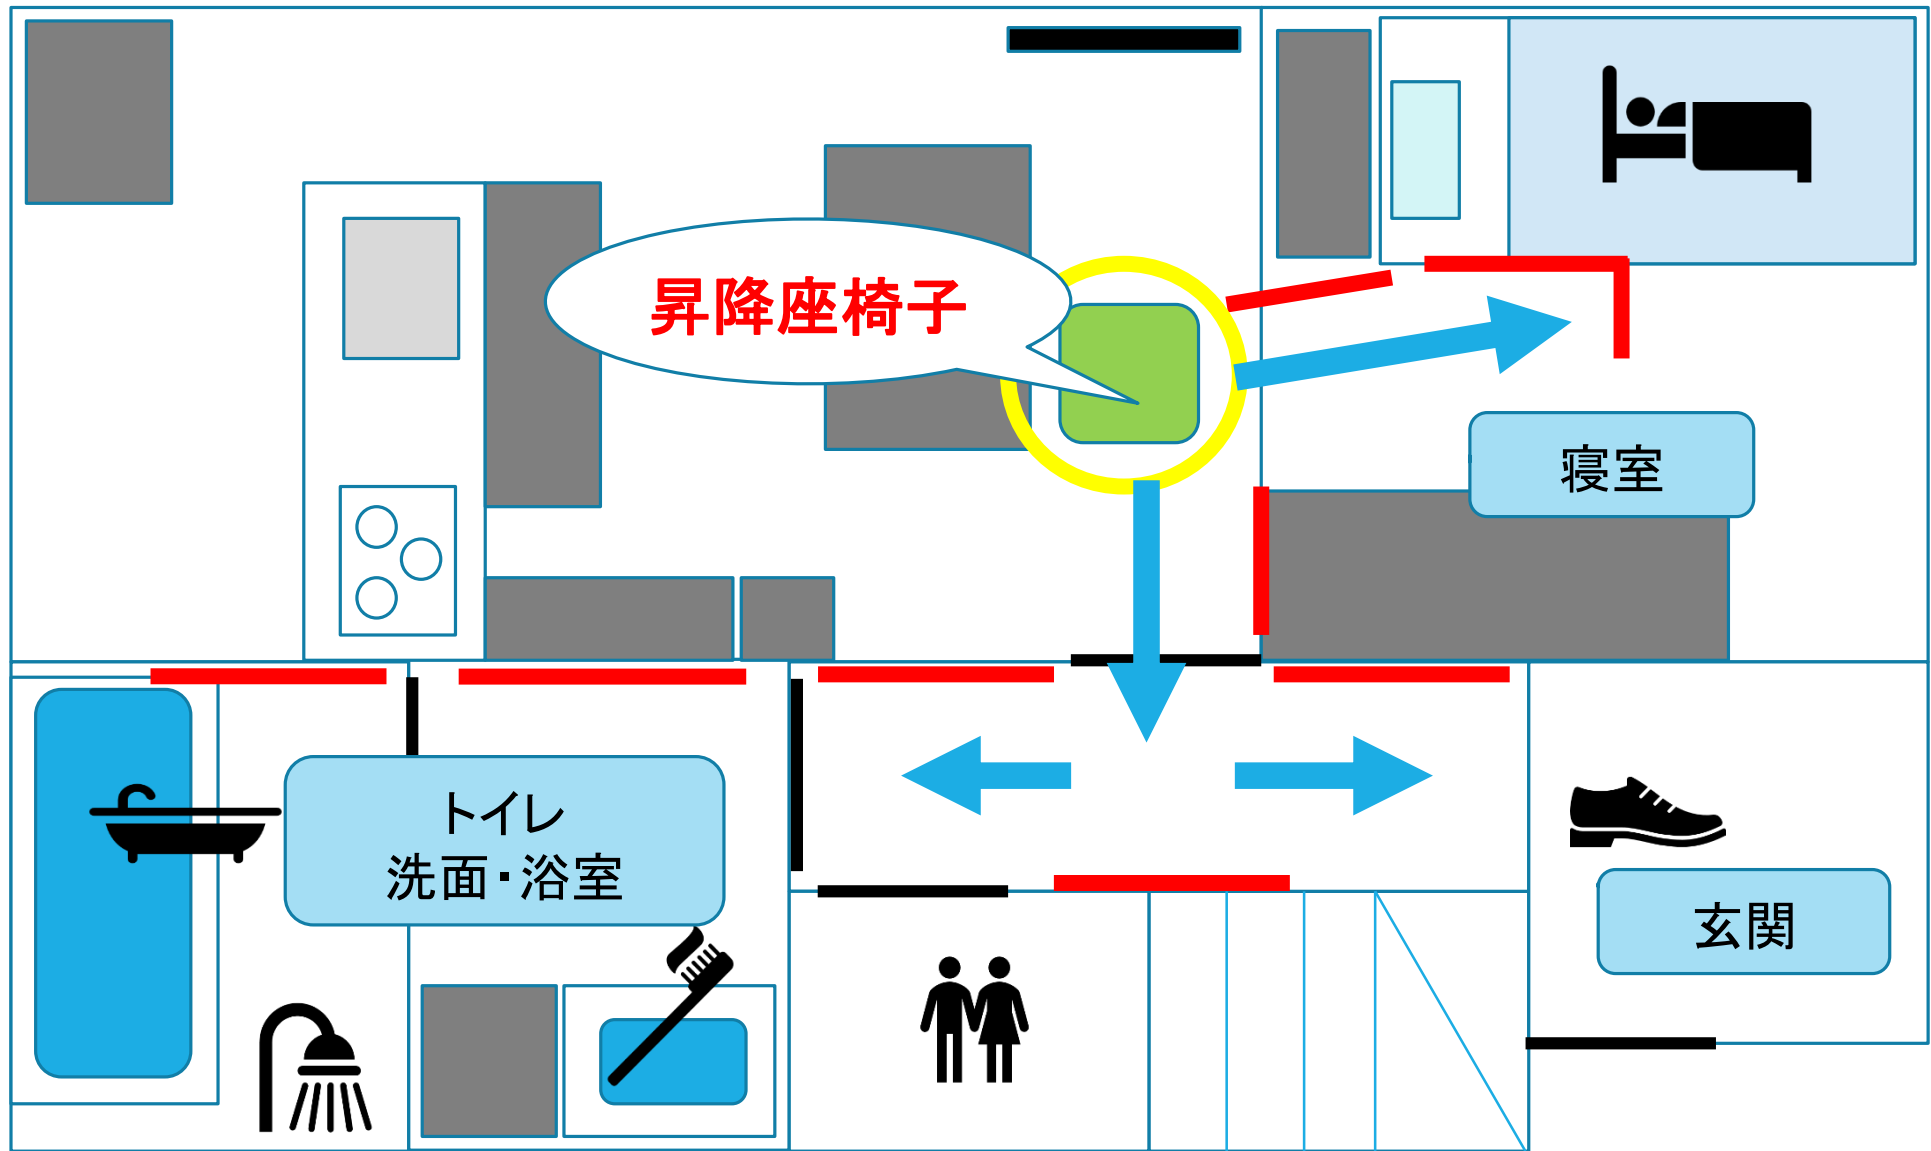 昇降座椅子
寝室
トイレ
洗面・浴室
玄関